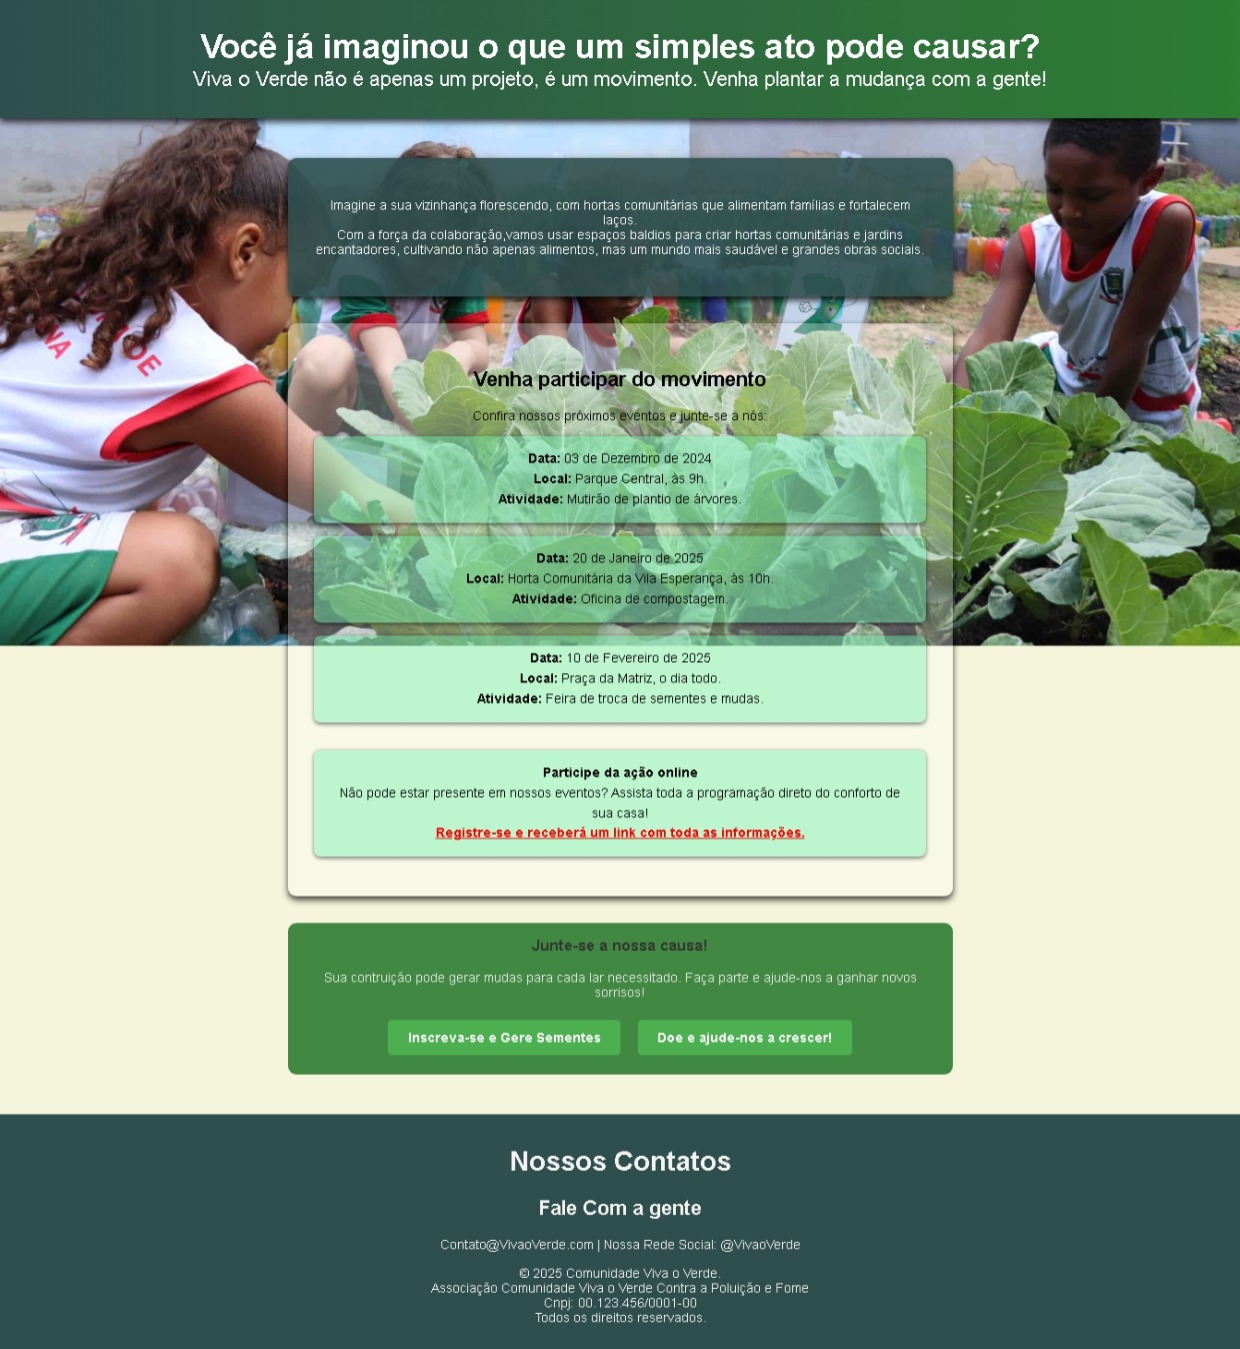 Você já imaginou o que um simples ato pode causar?
Viva o Verde não é apenas um projeto, é um movimento. Venha plantar a mudança com a gente!
Imagine a sua vizinhança florescendo, com hortas comunitárias que alimentam famílias e fortalecem
laços.
Com a força da colaboração,vamos usar espaços baldios para criar hortas comunitárias e jardins
encantadores, cultivando não apenas alimentos, mas um mundo mais saudável e grandes obras sociais.
Venha participar do movimento
Confira nossos próximos eventos e junte-se a nós:
Data: 03 de Dezembro de 2024
Local: Parque Central, às 9h.
Atividade: Mutirão de plantio de árvores.
Data: 20 de Janeiro de 2025
Local: Horta Comunitária da Vila Esperança, às 10h.
Atividade: Oficina de compostagem.
Data: 10 de Fevereiro de 2025
Local: Praça da Matriz, o dia todo.
Atividade: Feira de troca de sementes e mudas.
Participe da ação online
Não pode estar presente em nossos eventos? Assista toda a programação direto do conforto de
sua casa!
Registre-se e receberá um link com toda as informações.
Junte-se a nossa causa!
Sua contruição pode gerar mudas para cada lar necessitado. Faça parte e ajude-nos a ganhar novos
sorrisos!
Inscreva-se e Gere Sementes
Doe e ajude-nos a crescer!
Nossos Contatos
Fale Com a gente
Contato@VivaoVerde.com | Nossa Rede Social: @VivaoVerde
© 2025 Comunidade Viva o Verde.
Associação Comunidade Viva o Verde Contra a Poluição e Fome
Cnpj: 00.123.456/0001-00
Todos os direitos reservados.